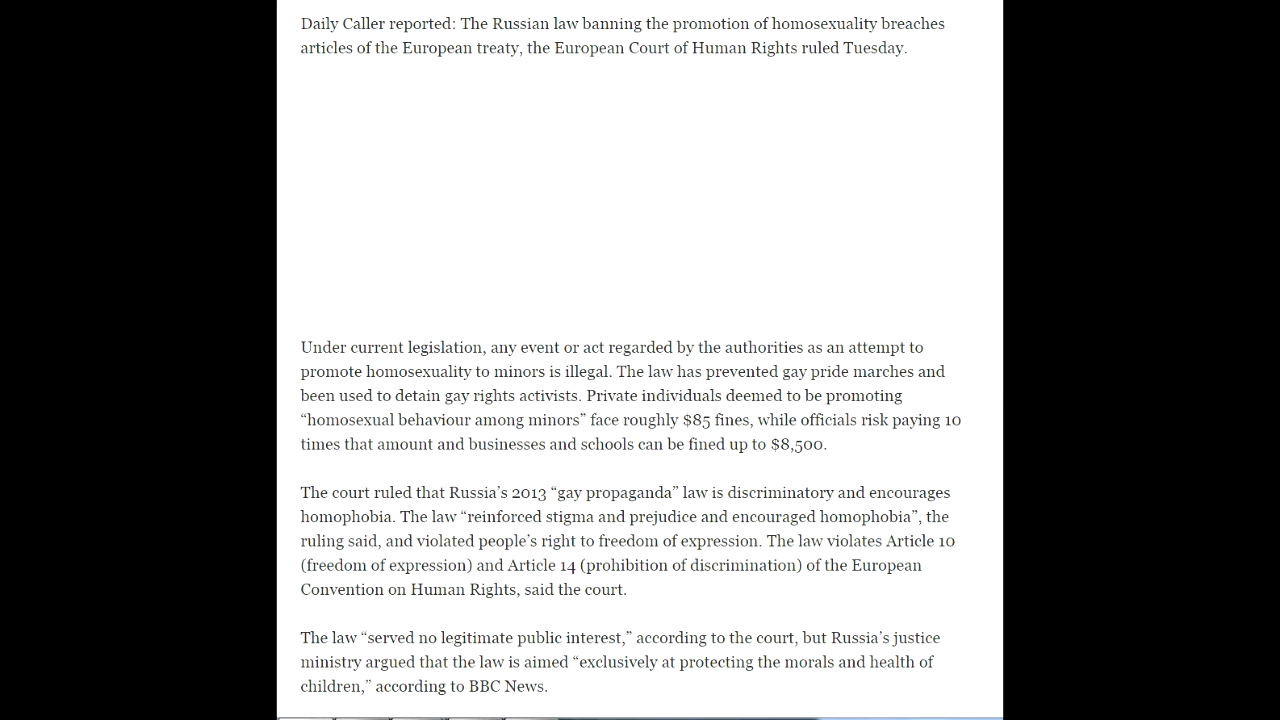 Daily Caller reported: The Russian law banning the promotion of homosexuality breaches
articles of the European treaty, the European Court of Human Rights ruled Tuesday.
Under current legislation, any event or act regarded by the authorities as an attempt to
promote homosexuality to minors is illegal. The law has prevented gay pride marches and
been used to detain gay rights activists. Private individuals deemed to be promoting
“homosexual behaviour among minors” face roughly $85 fines, while officials risk paying 10
times that amount and businesses and schools can be fined up to $8,500.
The court ruled that Russia’s 2013 “gay propaganda” law is discriminatory and encourages
homophobia. The law “reinforced stigma and prejudice and encouraged homophobia”, the
ruling said, and violated people’s right to freedom of expression. The law violates Article 10
(freedom of expression) and Article 14 (prohibition of discrimination) of the European
Convention on Human Rights, said the court.
The law “served no legitimate public interest,” according to the court, but Russia’s justice
ministry argued that the law is aimed “exclusively at protecting the morals and health of
children,” according to BBC News.